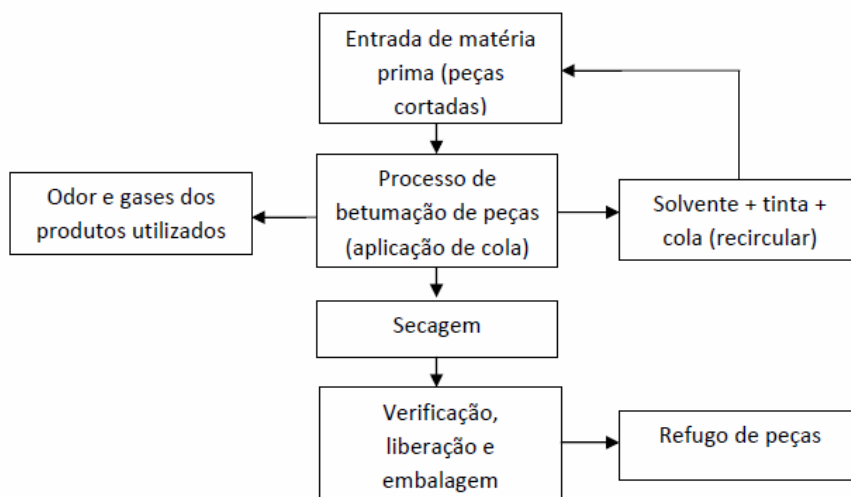 Entrada de matéria
prima (peças
cortadas)
Odor e gases dos
produtos utilizados
Processo de
betumação de peças
(aplicação de cola)
Solvente + tinta +
cola (recircular)
Secagem
Verificação,
liberação e
embalagem
Refugo de peças